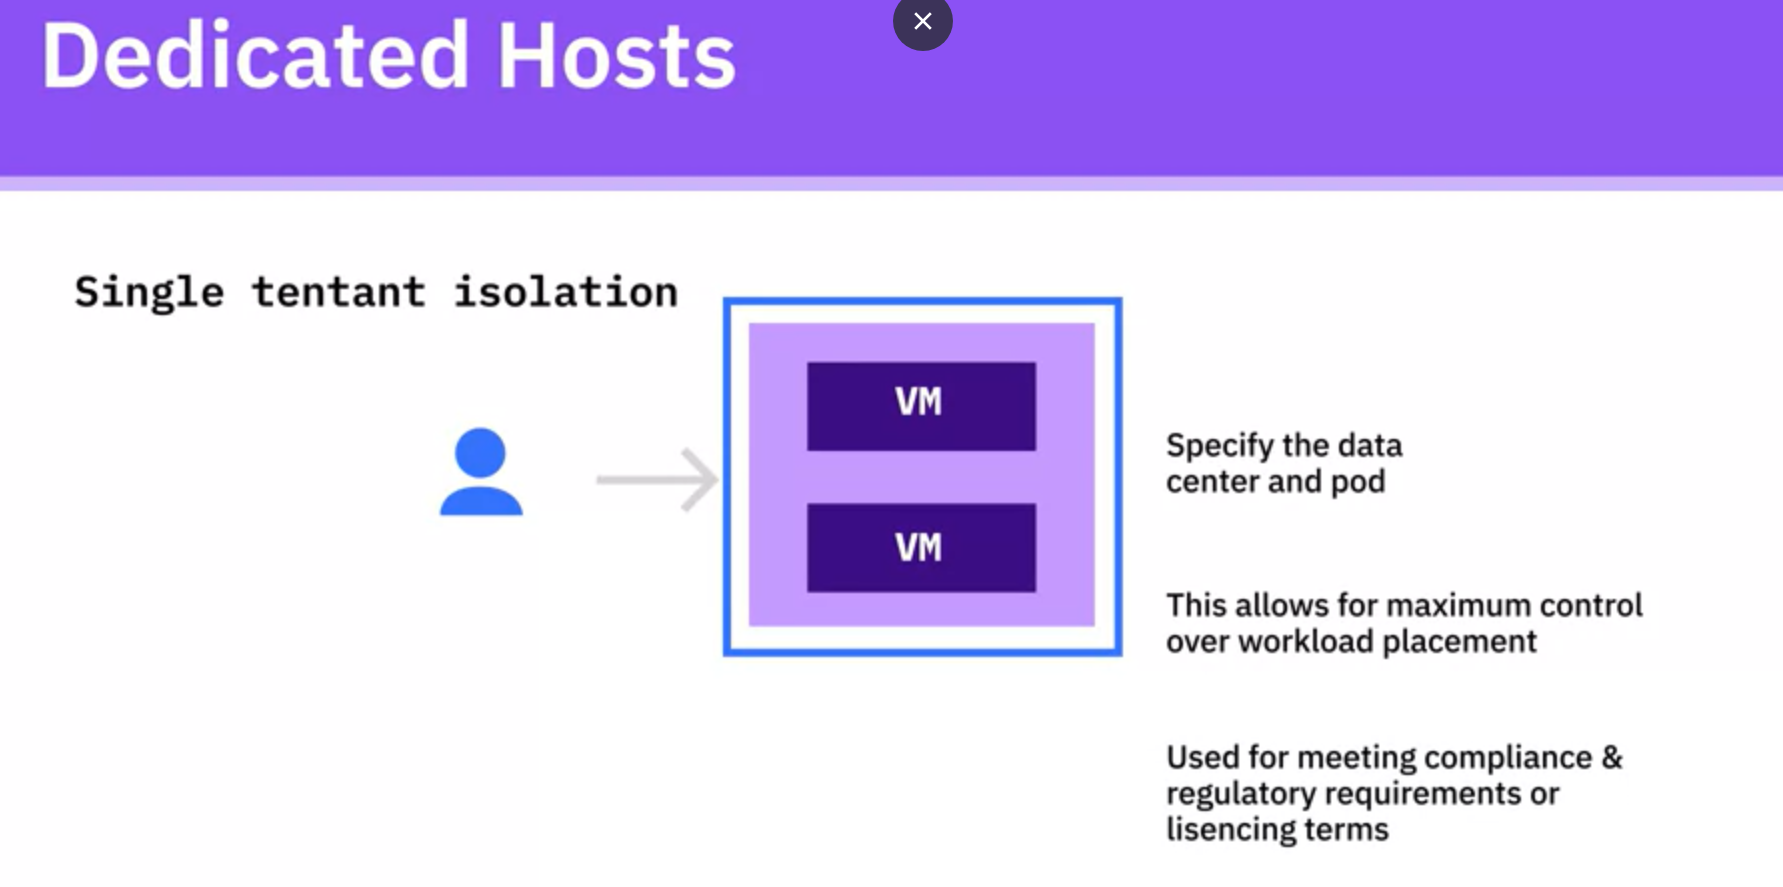 Dedicated Hosts
Single tentant isolation
VM
VM
Specify the data
center and pod
This allows for maximum control
over workload placement
Used for meeting compliance &
regulatory requirements or
lisencing terms